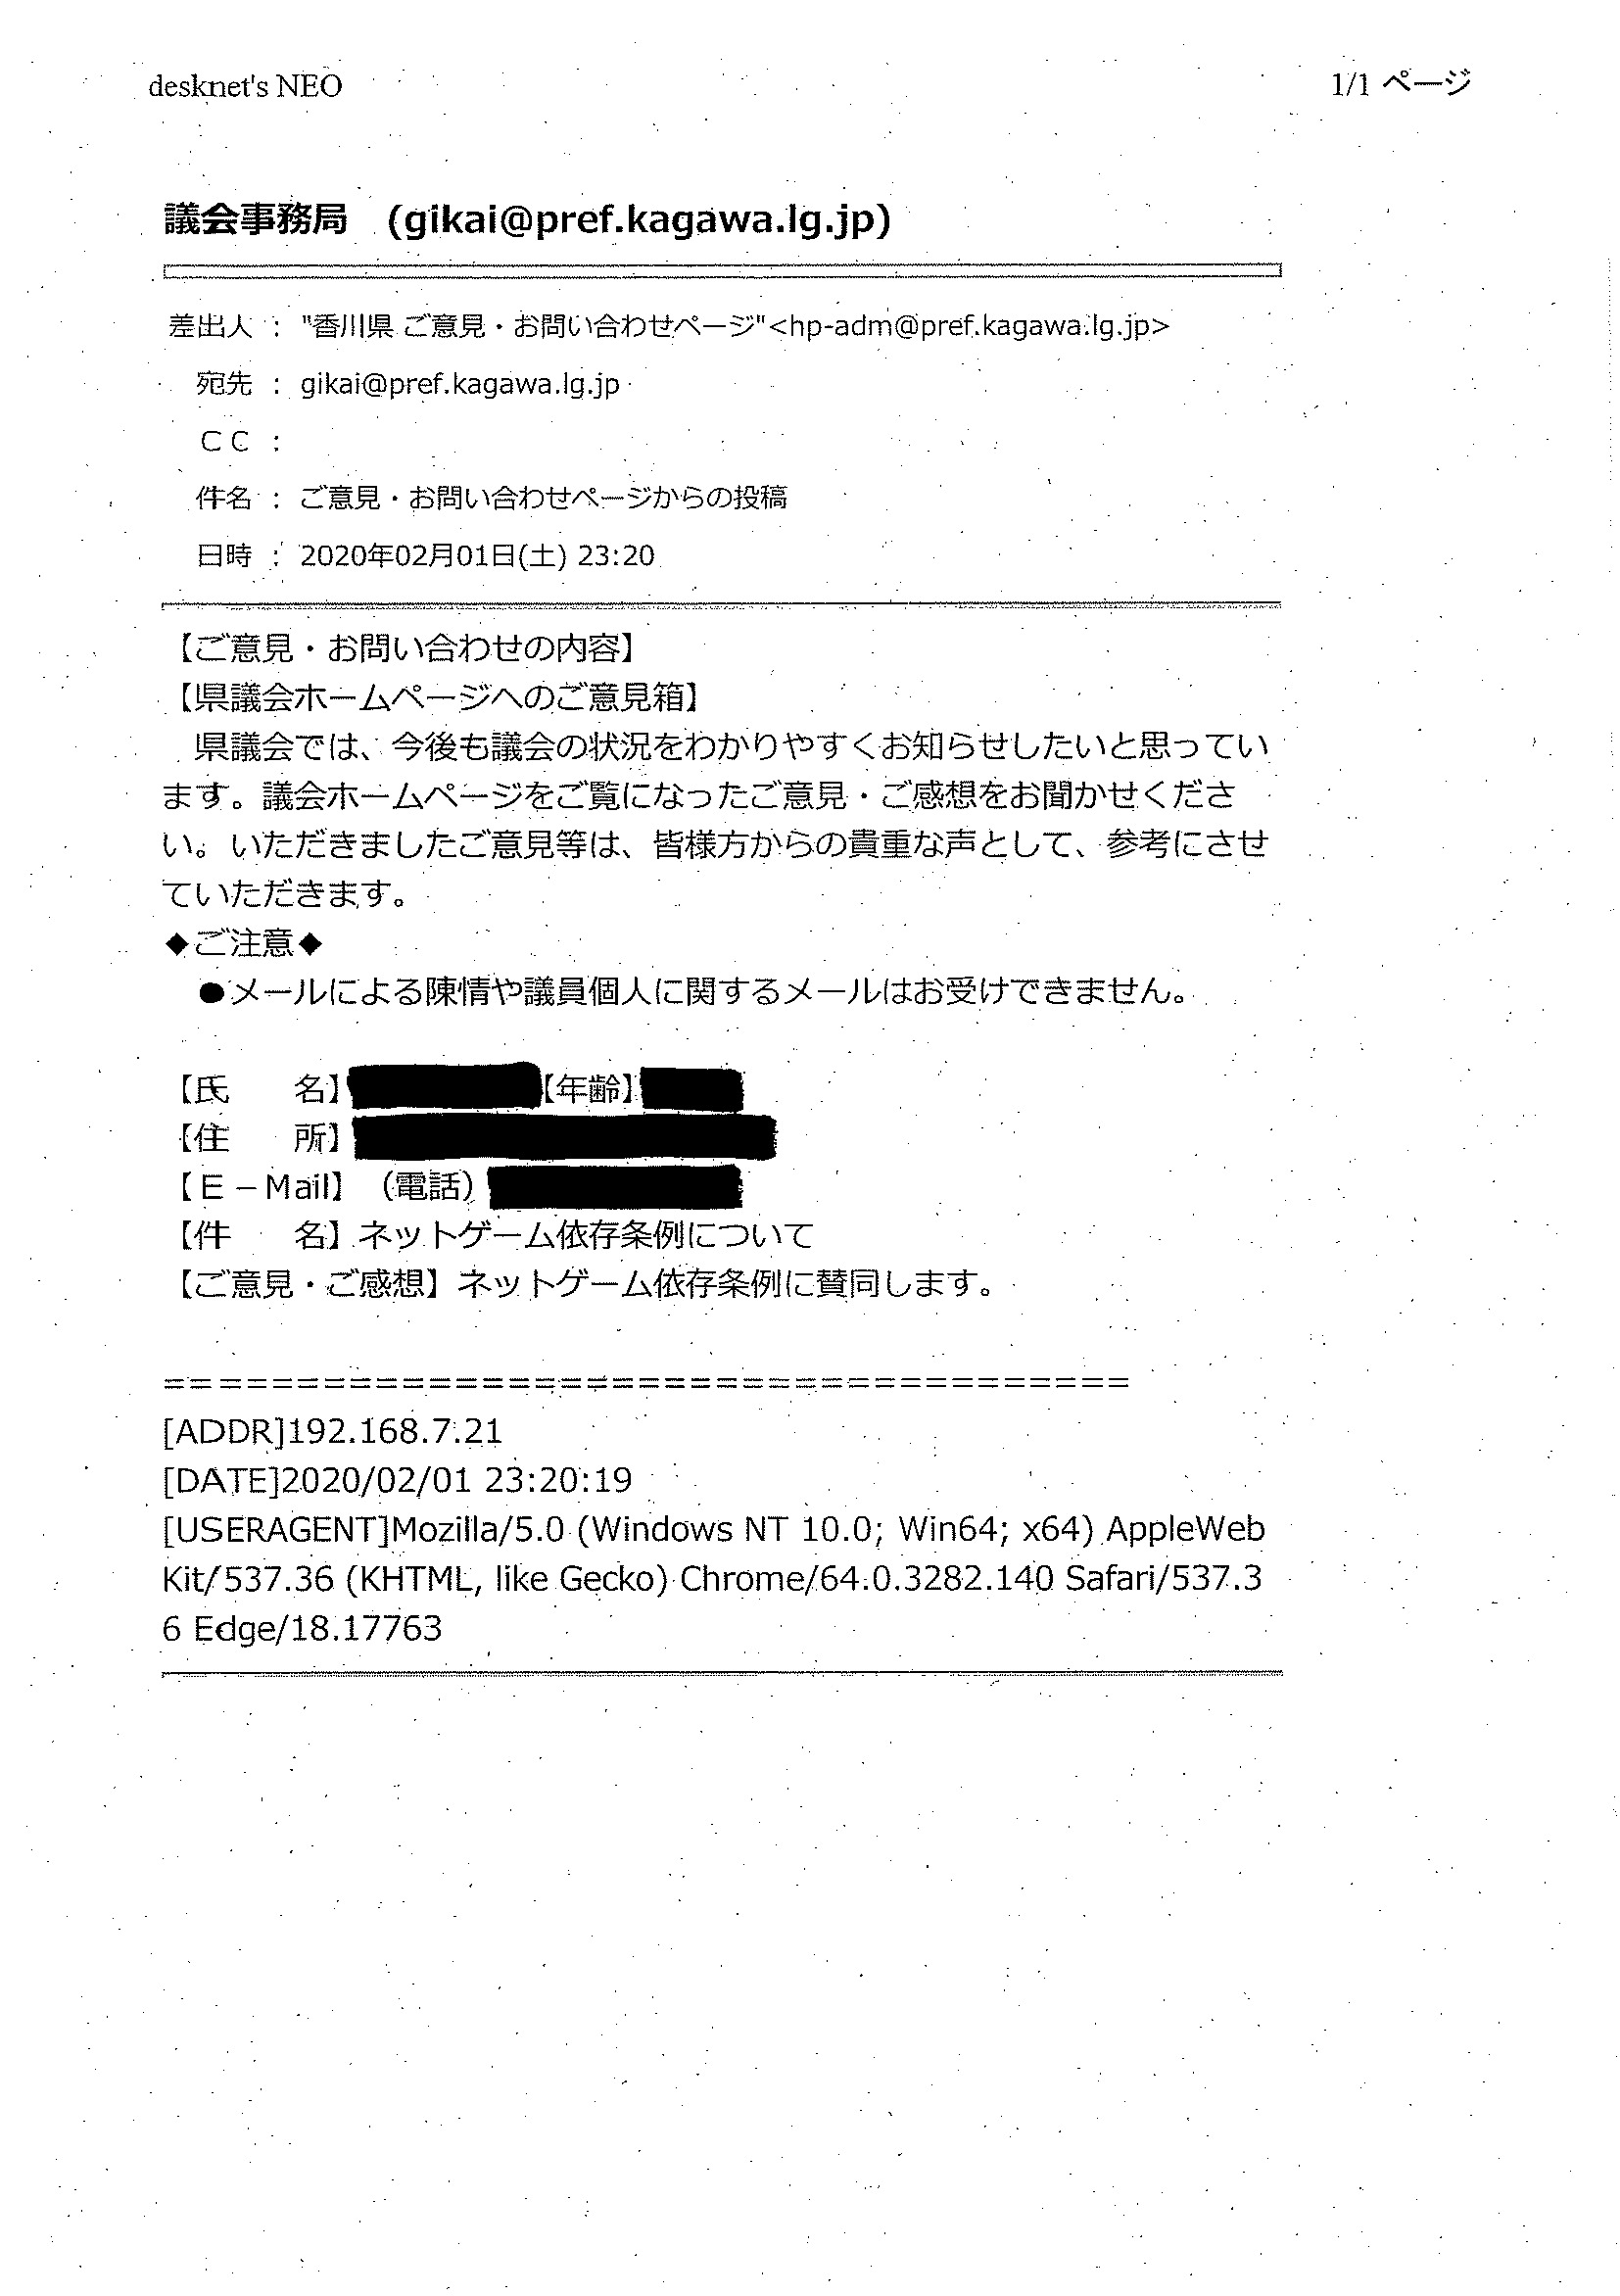 desknet's NEO
1/1 ページ
議会事務局 (gikai@pref.kagawa.lg.jp)
差出人 : "香川県 ご意見・お問い合わせページ"<hp-adm@pref.kagawa.lg.jp>
宛先 : gikai@pref.kagawa.lg.jp
ＣＣ :
件名 : ご意見・お問い合わせページからの投稿
日時 : 2020年02月01日(土) 23:20
【ご意見・お問い合わせの内容】
【県議会ホームページへのご意見箱】
　県議会では、今後も議会の状況をわかりやすくお知らせしたいと思ってい
ます。議会ホームページをご覧になったご意見・ご感想をお聞かせくださ
い。いただきましたご意見等は、皆様方からの貴重な声として、参考にさせ
ていただきます。
◆ご注意◆
　●メールによる陳情や議員個人に関するメールはお受けできません。
【氏　　名】【年齢】
【住　　所】
【Ｅ－Mail】（電話）
【件　　名】ネットゲーム依存条例について
【ご意見・ご感想】ネットゲーム依存条例に賛同します。
=====================================
[ADDR]192.168.7.21
[DATE]2020/02/01 23:20:19
[USERAGENT]Mozilla/5.0 (Windows NT 10.0; Win64; x64) AppleWeb
Kit/537.36 (KHTML, like Gecko) Chrome/64.0.3282.140 Safari/537.3
6 Edge/18.17763